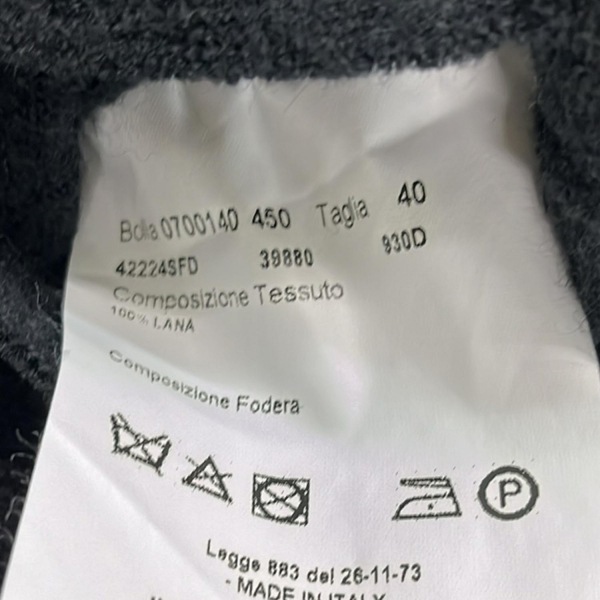 Bolla 0700140 450 Taglia 40
42224SFD 39880 930D
Composizione Tessuto
100% LANA
Composizione Fodera
P
Legge 883 del 26-11-73
- MADE IN ITALY